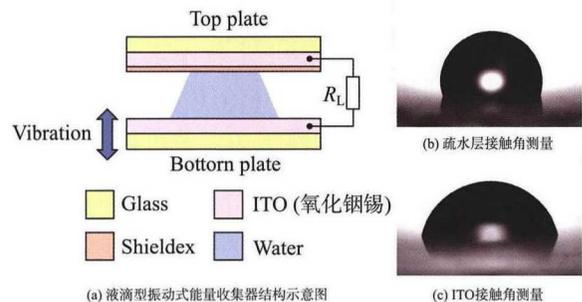 Top plate
R_L
Vibration
Bottorn plate
Glass
ITO (氧化铟锡)
Shieldex
Water
(a) 液滴型振动式能量收集器结构示意图
(b) 疏水层接触角测量
(c) ITO接触角测量